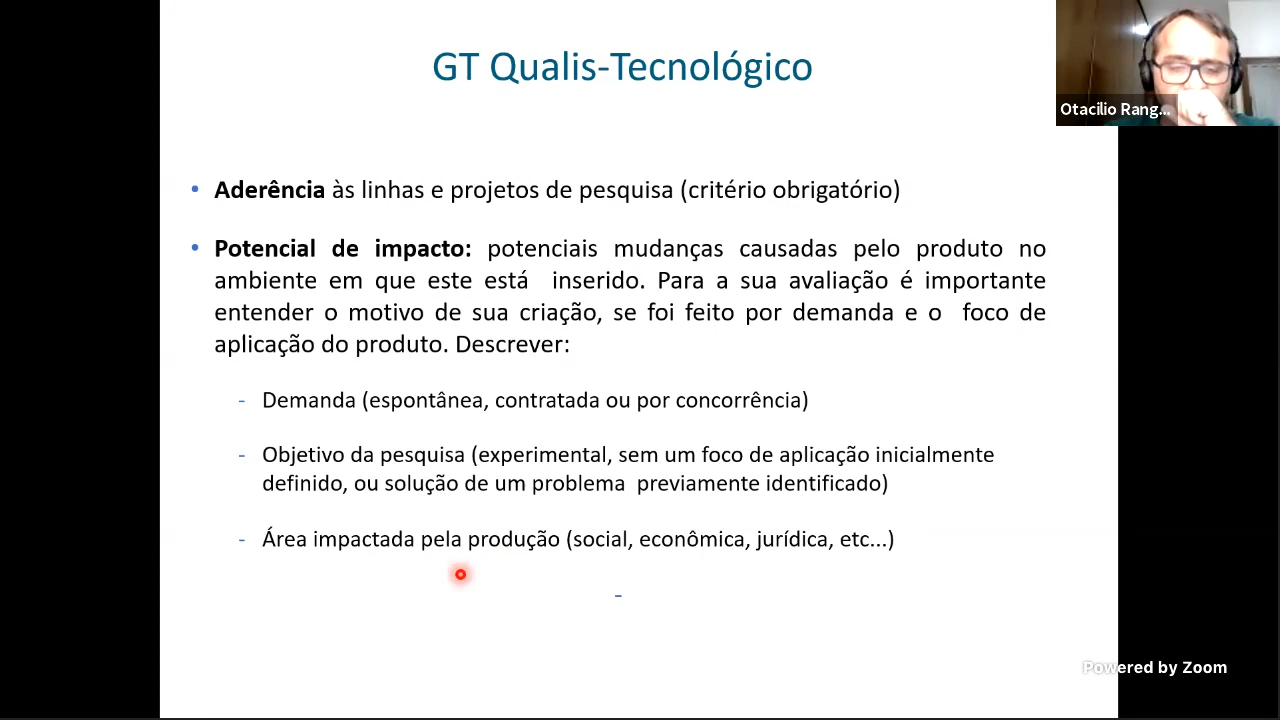 GT Qualis-Tecnológico
Otacilio Rang...
• Aderência às linhas e projetos de pesquisa (critério obrigatório)
• Potencial de impacto: potenciais mudanças causadas pelo produto no
ambiente em que este está inserido. Para a sua avaliação é importante
entender o motivo de sua criação, se foi feito por demanda e o foco de
aplicação do produto. Descrever:
- Demanda (espontânea, contratada ou por concorrência)
- Objetivo da pesquisa (experimental, sem um foco de aplicação inicialmente
definido, ou solução de um problema previamente identificado)
- Área impactada pela produção (social, econômica, jurídica, etc...)
-
Powered by Zoom